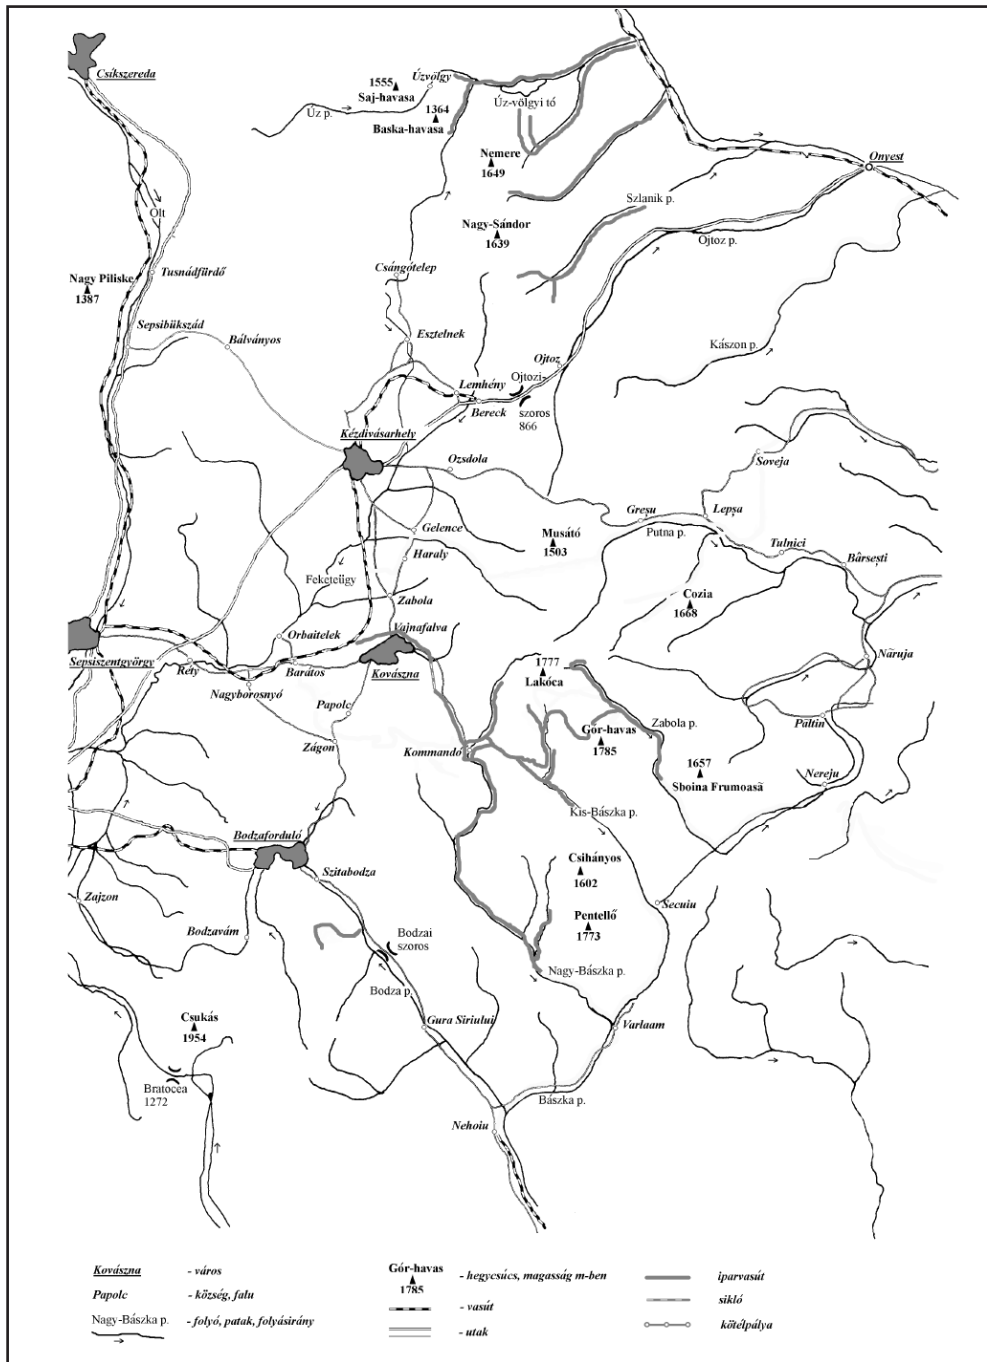 Csíkszereda
1555
Saj-havasa
Úzvölgy
Úz p.
1364
Baska-havasa
Úz-völgyi tó
Nemere
1649
Onyest
Szlanik p.
Nagy-Sándor
1639
Ojtoz p.
Olt
Tusnádfürdő
Csángótelep
Nagy Piliske
1387
Sepsibükszád
Bálványos
Esztelnek
Kászon p.
Ojtoz
Lemhény
Ojtozi-
szoros
866
Bereck
Kézdivásárhely
Ozsdola
Soveja
Greșu
Lepșa
Putna p.
Gelence
Musátó
1503
Tulnici
Haraly
Bârsești
Feketeügy
Zabola
Cozia
1668
Vajnafalva
Orbaitelek
Sepsiszentgyörgy
Réty
Barátos
Kovászna
Năruja
1777
Lakóca
Nagyborosnyó
Papolc
Zabola p.
Păltin
Gór-havas
1785
Zágon
Kommandó
1657
Sboina Frumoasă
Nereju
Kis-Bászka p.
Bodzaforduló
Szitabodza
Csihányos
1602
Zajzon
Secuiu
Pentellő
1773
Bodzavám
Bodzai
szoros
Nagy-Bászka p.
Bodza p.
Csukás
1954
Gura Siriului
Varlaam
Bratocea
1272
Bászka p.
Nehoiu
Kovászna - város
Papolc - község, falu
Nagy-Bászka p. - folyó, patak, folyásirány
Gór-havas
1785
- hegycsúcs, magasság m-ben
- vasút
- utak
iparvasút
sikló
kötélpálya